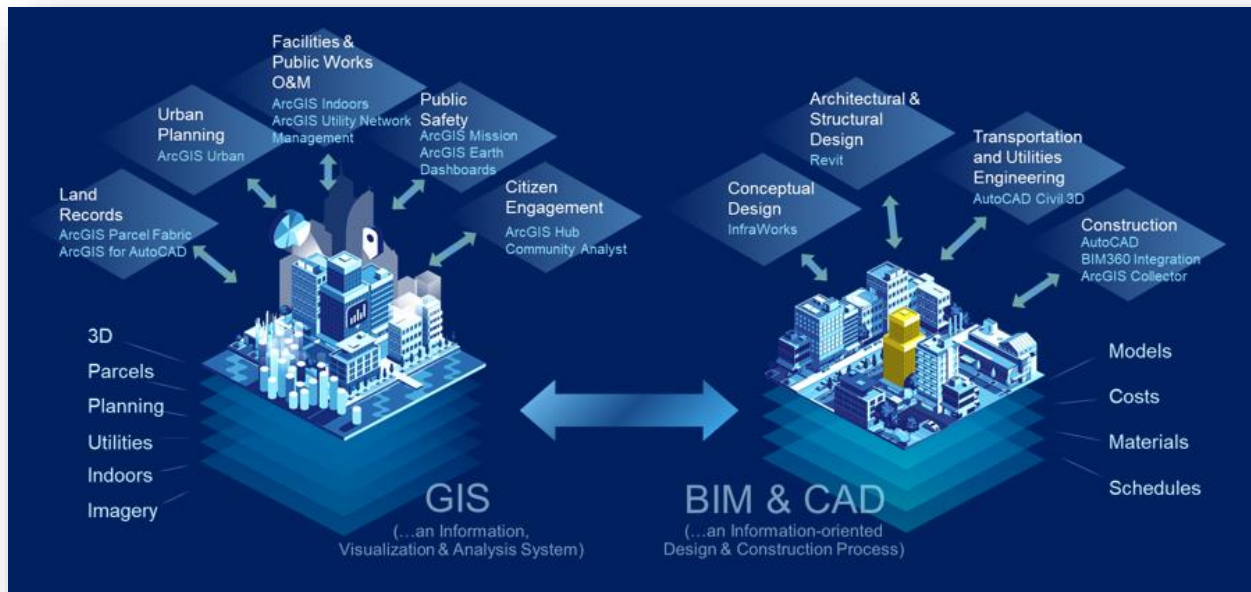 Facilities &
Public Works
O&M
ArcGIS Indoors
ArcGIS Utility Network
Management
Urban
Planning
ArcGIS Urban
Public
Safety
ArcGIS Mission
ArcGIS Earth
Dashboards
Land
Records
ArcGIS Parcel Fabric
ArcGIS for AutoCAD
Citizen
Engagement
ArcGIS Hub
Community Analyst
3D
Parcels
Planning
Utilities
Indoors
Imagery
GIS
(…an Information,
Visualization & Analysis System)
Architectural &
Structural
Design
Revit
Transportation
and Utilities
Engineering
AutoCAD Civil 3D
Conceptual
Design
InfraWorks
Construction
AutoCAD
BIM360 Integration
ArcGIS Collector
Models
Costs
Materials
Schedules
BIM & CAD
(…an Information-oriented
Design & Construction Process)